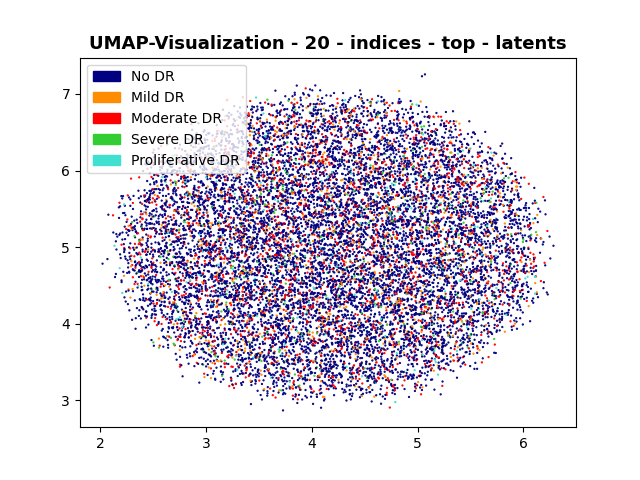 UMAP-Visualization - 20 - indices - top - latents
No DR
Mild DR
Moderate DR
Severe DR
Proliferative DR
7
6
5
4
3
2 3 4 5 6